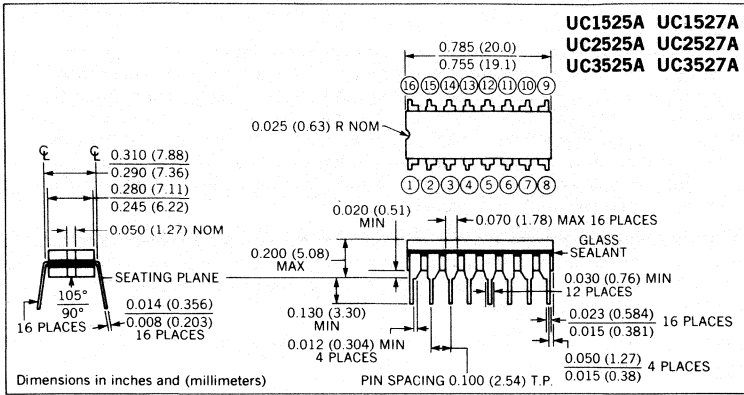 UC1525A UC1527A
UC2525A UC2527A
UC3525A UC3527A
0.785 (20.0)
0.755 (19.1)
16 15 14 13 12 11 10 9
0.025 (0.63) R NOM
1 2 3 4 5 6 7 8
℄ ℄
0.310 (7.88)
0.290 (7.36)
0.280 (7.11)
0.245 (6.22)
0.050 (1.27) NOM
SEATING PLANE
105°
90°
16 PLACES
0.014 (0.356)
0.008 (0.203)
16 PLACES
0.020 (0.51)
MIN
0.070 (1.78) MAX 16 PLACES
GLASS
SEALANT
0.200 (5.08)
MAX
0.030 (0.76) MIN
12 PLACES
0.130 (3.30)
MIN
0.023 (0.584)
0.015 (0.381)
16 PLACES
0.012 (0.304) MIN
4 PLACES
0.050 (1.27)
0.015 (0.38)
4 PLACES
PIN SPACING 0.100 (2.54) T.P.
Dimensions in inches and (millimeters)